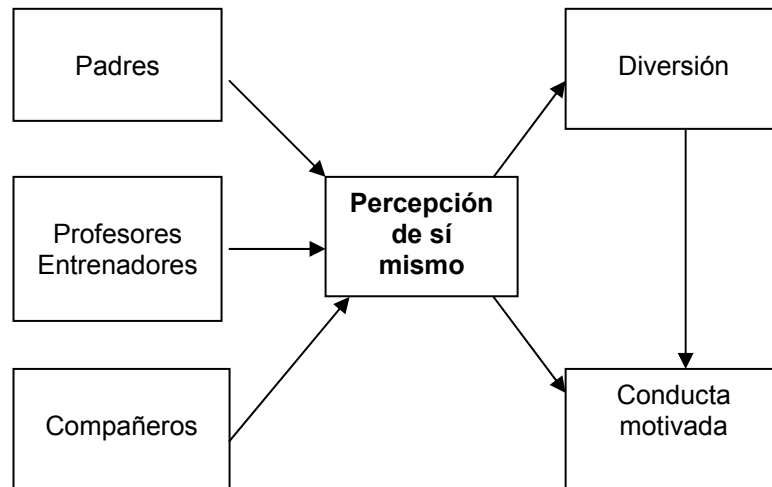 Padres
Diversión
Profesores
Entrenadores
Percepción
de sí
mismo
Compañeros
Conducta
motivada